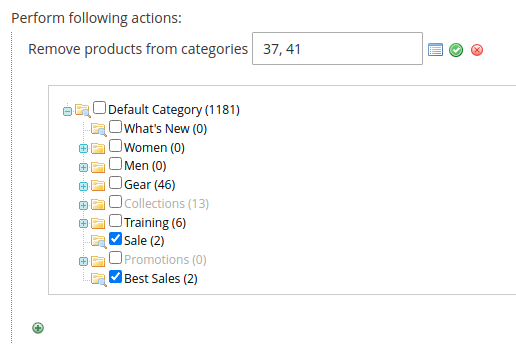 Perform following actions:
Remove products from categories 37, 41
Default Category (1181)
What's New (0)
Women (0)
Men (0)
Gear (46)
Collections (13)
Training (6)
Sale (2)
Promotions (0)
Best Sales (2)